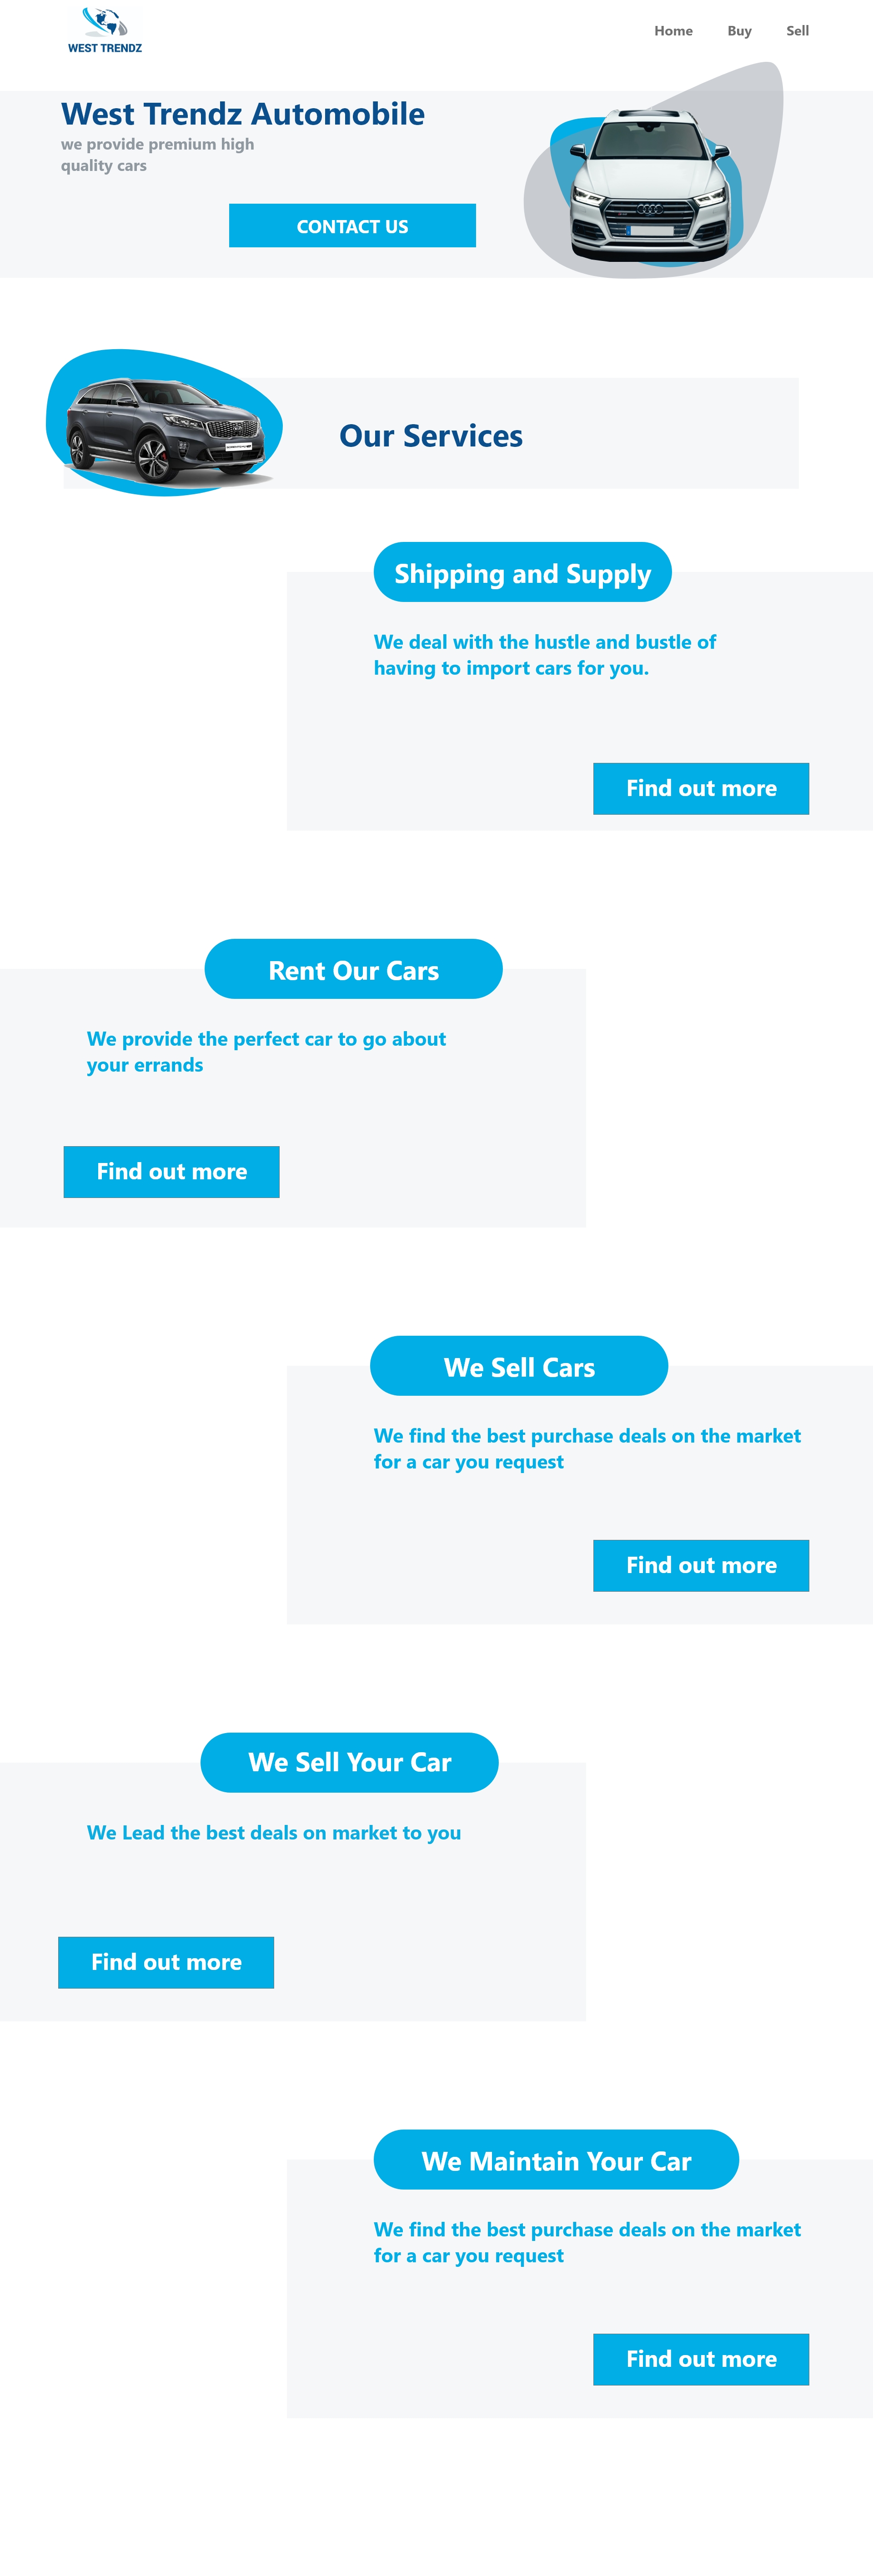 WEST TRENDZ
Home
Buy
Sell
West Trendz Automobile
we provide premium high
quality cars
CONTACT US
Our Services
Shipping and Supply
We deal with the hustle and bustle of
having to import cars for you.
Find out more
Rent Our Cars
We provide the perfect car to go about
your errands
Find out more
We Sell Cars
We find the best purchase deals on the market
for a car you request
Find out more
We Sell Your Car
We Lead the best deals on market to you
Find out more
We Maintain Your Car
We find the best purchase deals on the market
for a car you request
Find out more